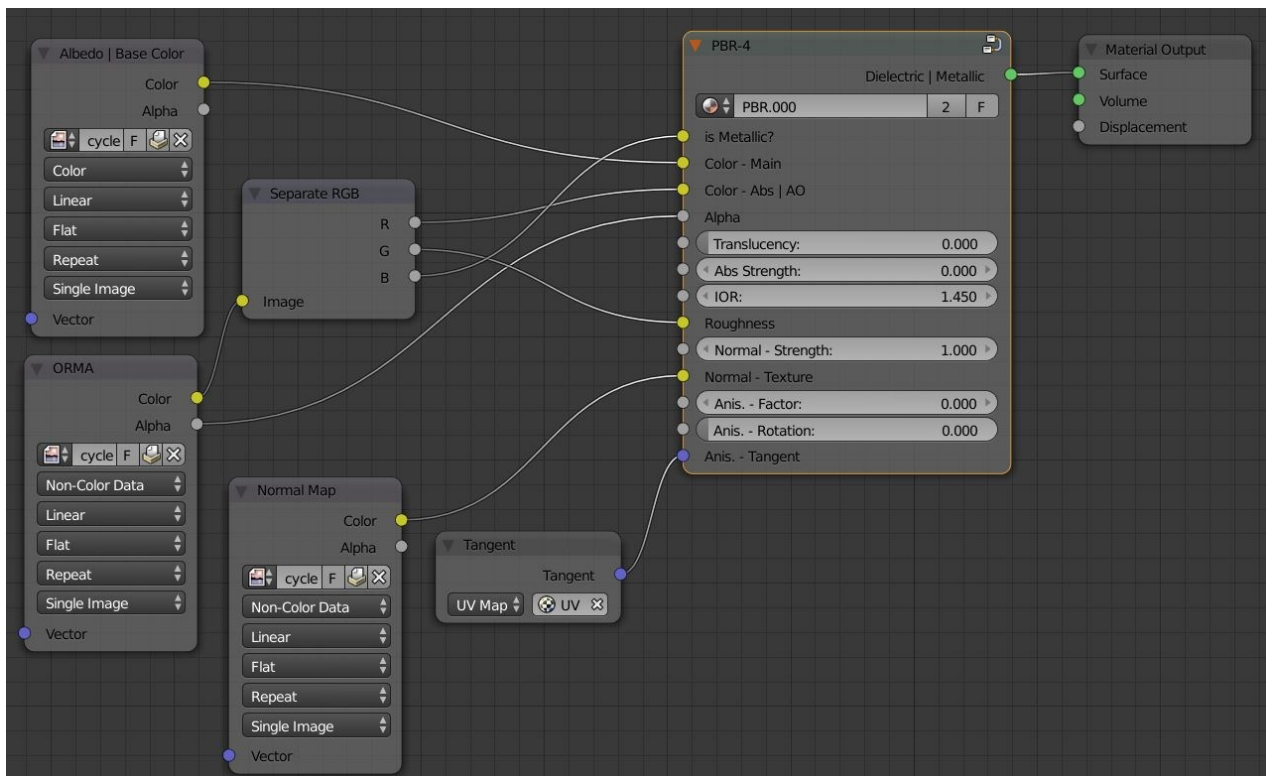 Albedo | Base Color
Color
Alpha
cycle F
Color
Linear
Flat
Repeat
Single Image
Vector
ORMA
Color
Alpha
cycle F
Non-Color Data
Linear
Flat
Repeat
Single Image
Vector
Separate RGB
R
G
B
Image
Normal Map
Color
Alpha
cycle F
Non-Color Data
Linear
Flat
Repeat
Single Image
Vector
Tangent
Tangent
UV Map UV
PBR-4
Dielectric | Metallic
PBR.000 2 F
is Metallic?
Color - Main
Color - Abs | AO
Alpha
Translucency: 0.000
Abs Strength: 0.000
IOR: 1.450
Roughness
Normal - Strength: 1.000
Normal - Texture
Anis. - Factor: 0.000
Anis. - Rotation: 0.000
Anis. - Tangent
Material Output
Surface
Volume
Displacement